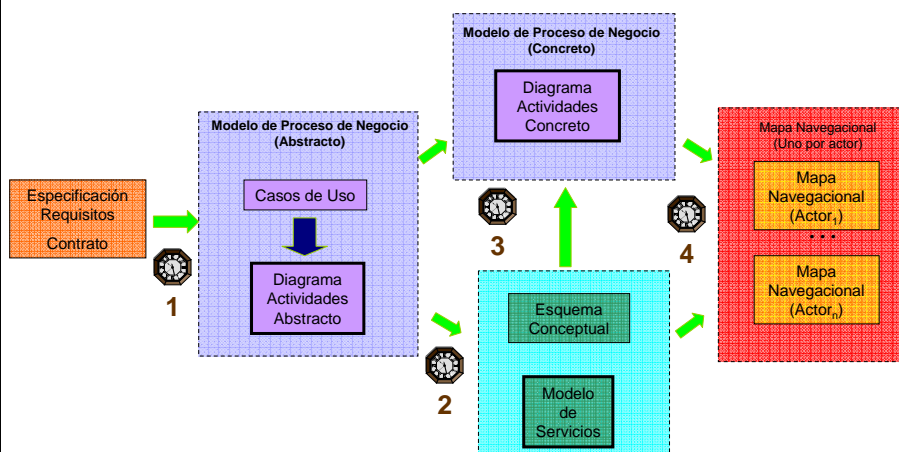 Especificación
Requisitos
Contrato
1
Modelo de Proceso de Negocio
(Abstracto)
Casos de Uso
Diagrama
Actividades
Abstracto
2
Modelo de Proceso de Negocio
(Concreto)
Diagrama
Actividades
Concreto
3
Esquema
Conceptual
Modelo
de
Servicios
4
Mapa Navegacional
(Uno por actor)
Mapa
Navegacional
(Actor1)
...
Mapa
Navegacional
(Actorn)